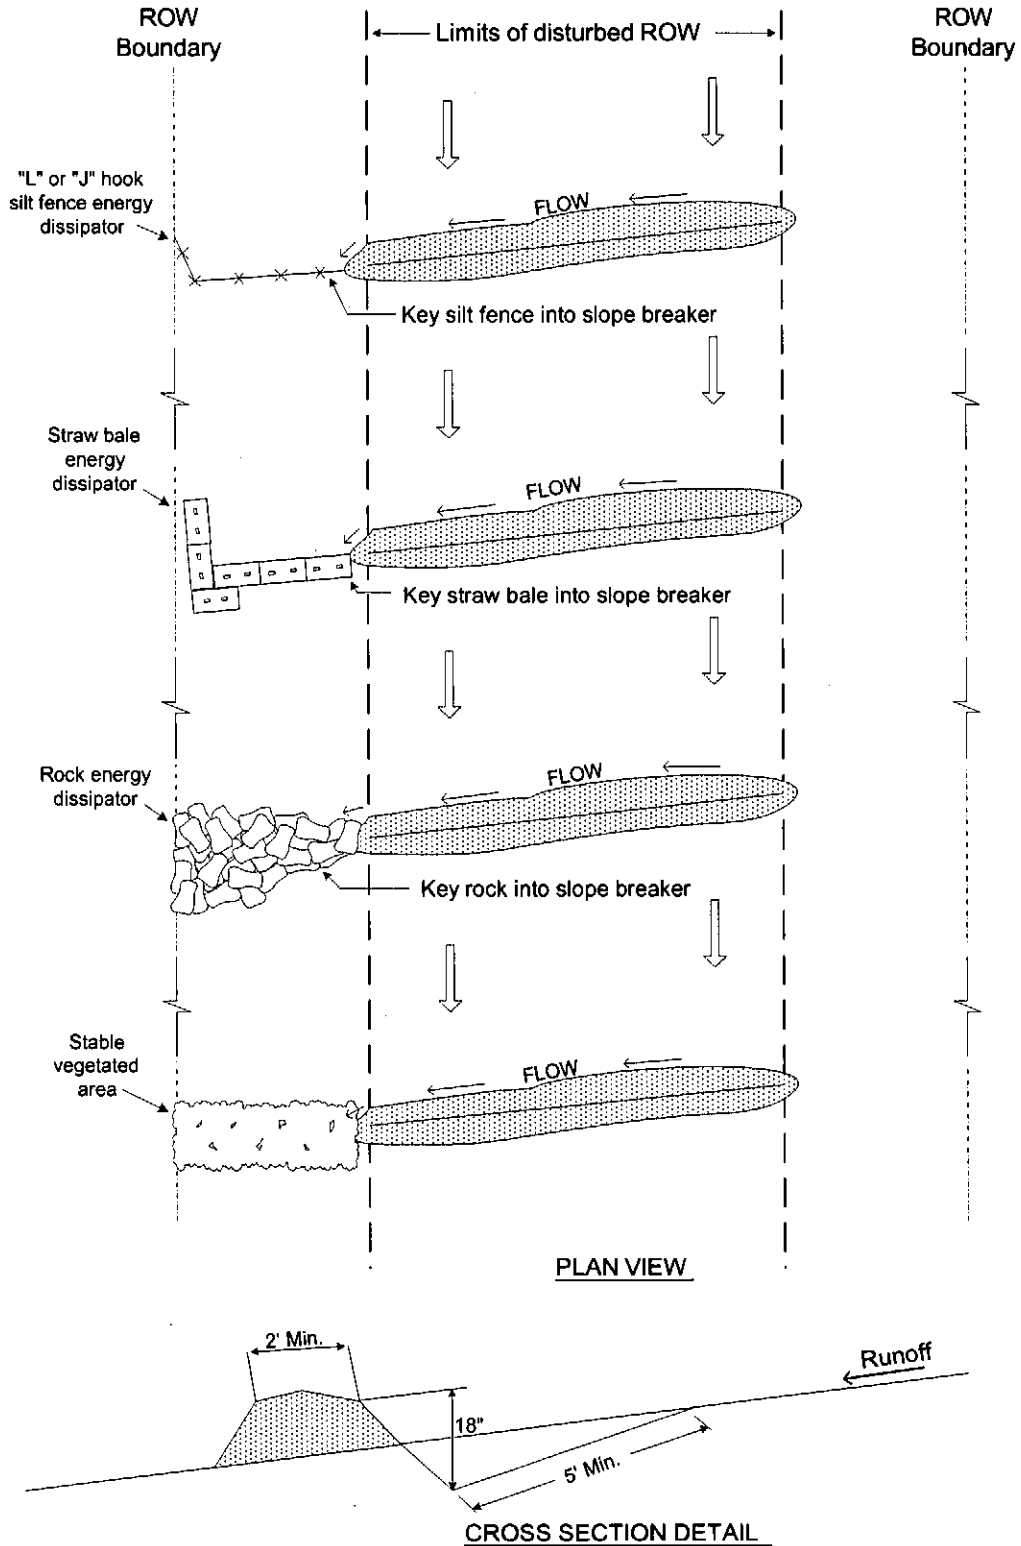 ROW
Boundary
Limits of disturbed ROW
ROW
Boundary
"L" or "J" hook
silt fence energy
dissipator
FLOW
Key silt fence into slope breaker
Straw bale
energy
dissipator
FLOW
Key straw bale into slope breaker
Rock energy
dissipator
FLOW
Key rock into slope breaker
Stable
vegetated
area
FLOW
PLAN VIEW
2' Min.
Runoff
18"
5' Min.
CROSS SECTION DETAIL